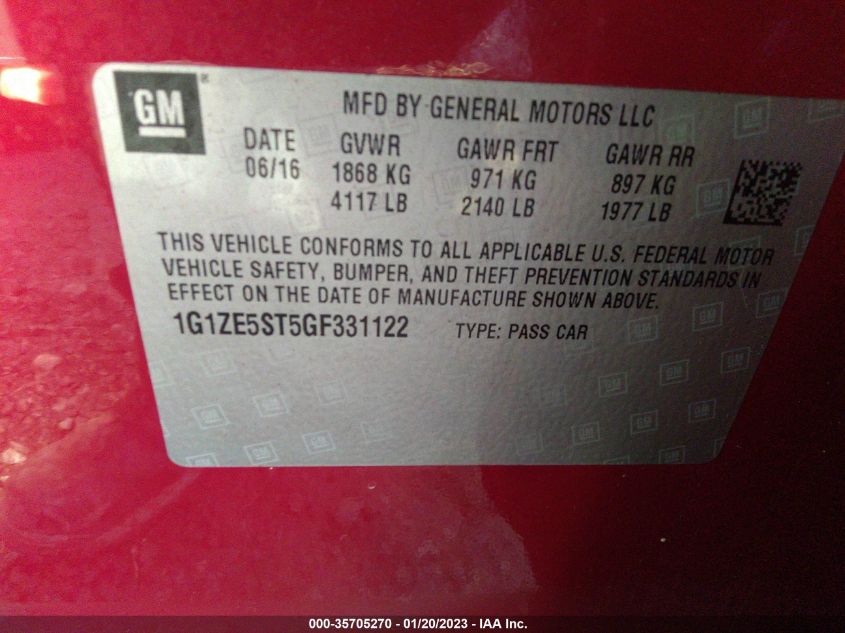 GM ®
MFD BY GENERAL MOTORS LLC
DATE GVWR GAWR FRT GAWR RR
06/16 1868 KG 971 KG 897 KG
4117 LB 2140 LB 1977 LB
THIS VEHICLE CONFORMS TO ALL APPLICABLE U.S. FEDERAL MOTOR
VEHICLE SAFETY, BUMPER, AND THEFT PREVENTION STANDARDS IN
EFFECT ON THE DATE OF MANUFACTURE SHOWN ABOVE.
1G1ZE5ST5GF331122 TYPE: PASS CAR
000-35705270 - 01/20/2023 - IAA Inc.